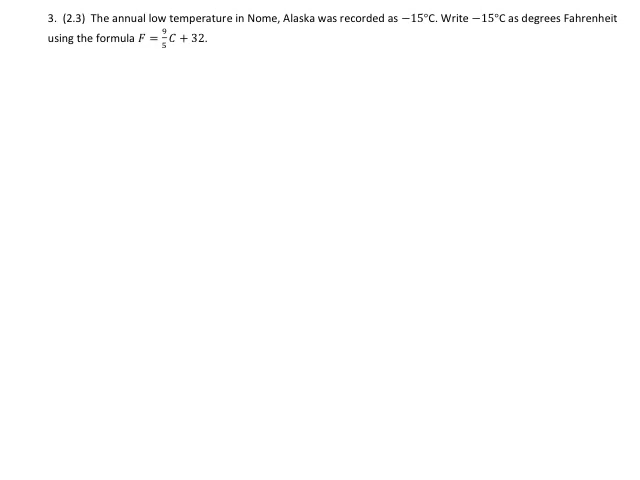 3. (2.3) The annual low temperature in Nome, Alaska was recorded as −15°C. Write −15°C as degrees Fahrenheit
using the formula F = 9/5 C + 32.